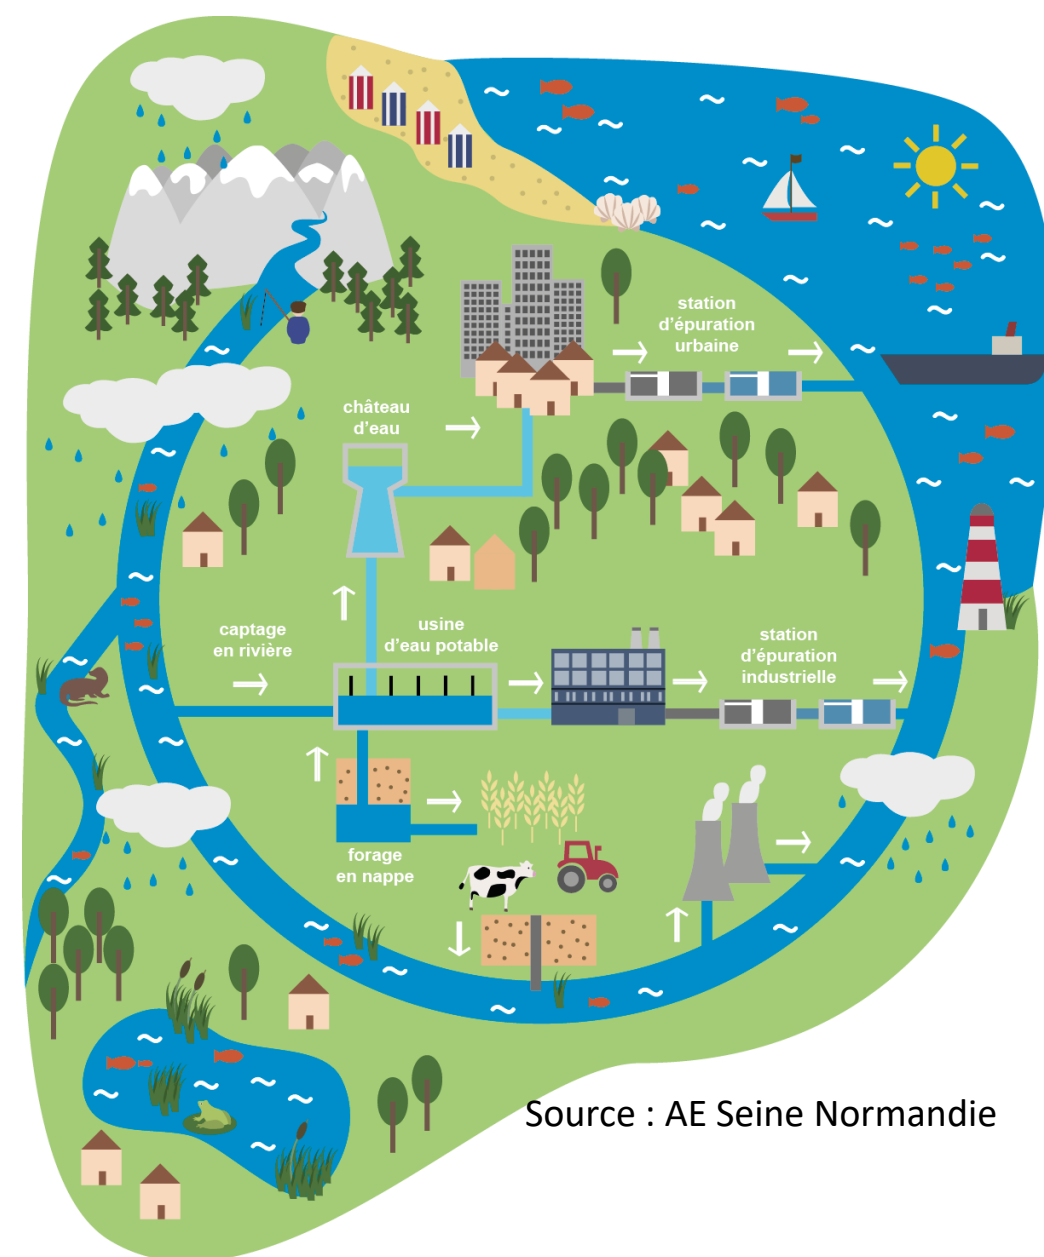 station
d'épuration
urbaine
château
d'eau
captage
en rivière
usine
d'eau potable
station
d'épuration
industrielle
forage
en nappe
Source : AE Seine Normandie